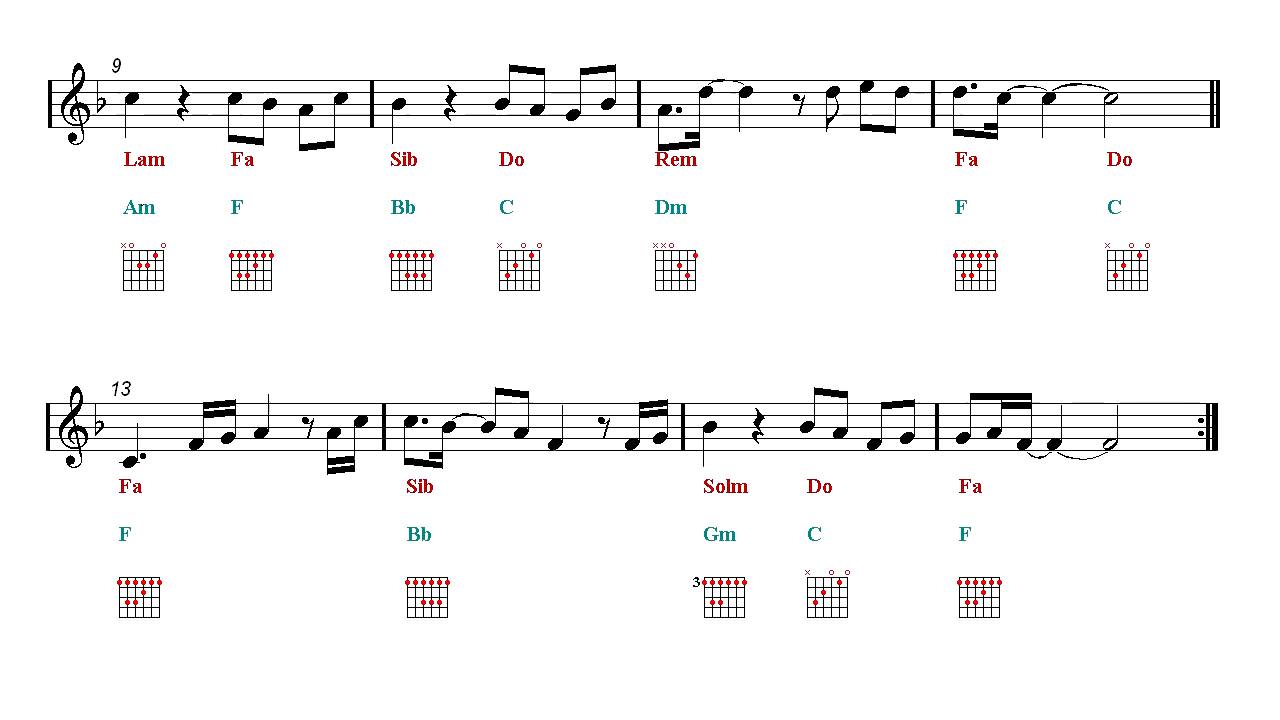 9
Lam Fa Sib Do Rem Fa Do
Am F Bb C Dm F C
13
Fa Sib Solm Do Fa
F Bb Gm C F
3